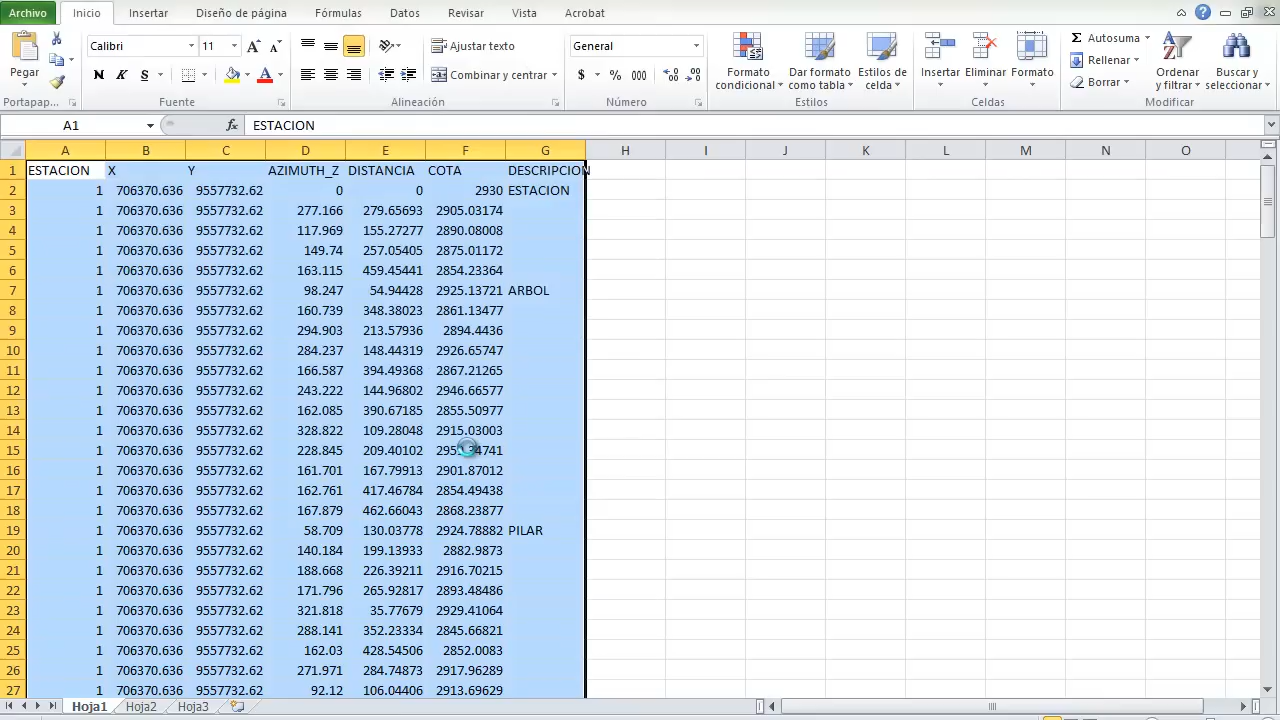 Archivo Inicio Insertar Diseño de página Fórmulas Datos Revisar Vista Acrobat
Calibri 11 Ajustar texto General Autosuma
Pegar N K S Combinar y centrar $ % 000 Formato condicional Dar formato como tabla Estilos de celda Insertar Eliminar Formato Rellenar Borrar Ordenar y filtrar Buscar y seleccionar
Portapap... Fuente Alineación Número Estilos Celdas Modificar
A1 fx ESTACION
A B C D E F G H I J K L M N O
1 ESTACION X Y AZIMUTH_Z DISTANCIA COTA DESCRIPCION
2 1 706370.636 9557732.62 0 0 2930 ESTACION
3 1 706370.636 9557732.62 277.166 279.65693 2905.03174
4 1 706370.636 9557732.62 117.969 155.27277 2890.08008
5 1 706370.636 9557732.62 149.74 257.05405 2875.01172
6 1 706370.636 9557732.62 163.115 459.45441 2854.23364
7 1 706370.636 9557732.62 98.247 54.94428 2925.13721 ARBOL
8 1 706370.636 9557732.62 160.739 348.38023 2861.13477
9 1 706370.636 9557732.62 294.903 213.57936 2894.4436
10 1 706370.636 9557732.62 284.237 148.44319 2926.65747
11 1 706370.636 9557732.62 166.587 394.49368 2867.21265
12 1 706370.636 9557732.62 243.222 144.96802 2946.66577
13 1 706370.636 9557732.62 162.085 390.67185 2855.50977
14 1 706370.636 9557732.62 328.822 109.28048 2915.03003
15 1 706370.636 9557732.62 228.845 209.40102
16 1 706370.636 9557732.62 161.701 167.79913 2901.87012
17 1 706370.636 9557732.62 162.761 417.46784 2854.49438
18 1 706370.636 9557732.62 167.879 462.66043 2868.23877
19 1 706370.636 9557732.62 58.709 130.03778 2924.78882 PILAR
20 1 706370.636 9557732.62 140.184 199.13933 2882.9873
21 1 706370.636 9557732.62 188.668 226.39211 2916.70215
22 1 706370.636 9557732.62 171.796 265.92817 2893.48486
23 1 706370.636 9557732.62 321.818 35.77679 2929.41064
24 1 706370.636 9557732.62 288.141 352.23334 2845.66821
25 1 706370.636 9557732.62 162.03 428.54506 2852.0083
26 1 706370.636 9557732.62 271.971 284.74873 2917.96289
27 1 706370.636 9557732.62 92.12 106.04406 2913.69629
Hoja1 Hoja2 Hoja3